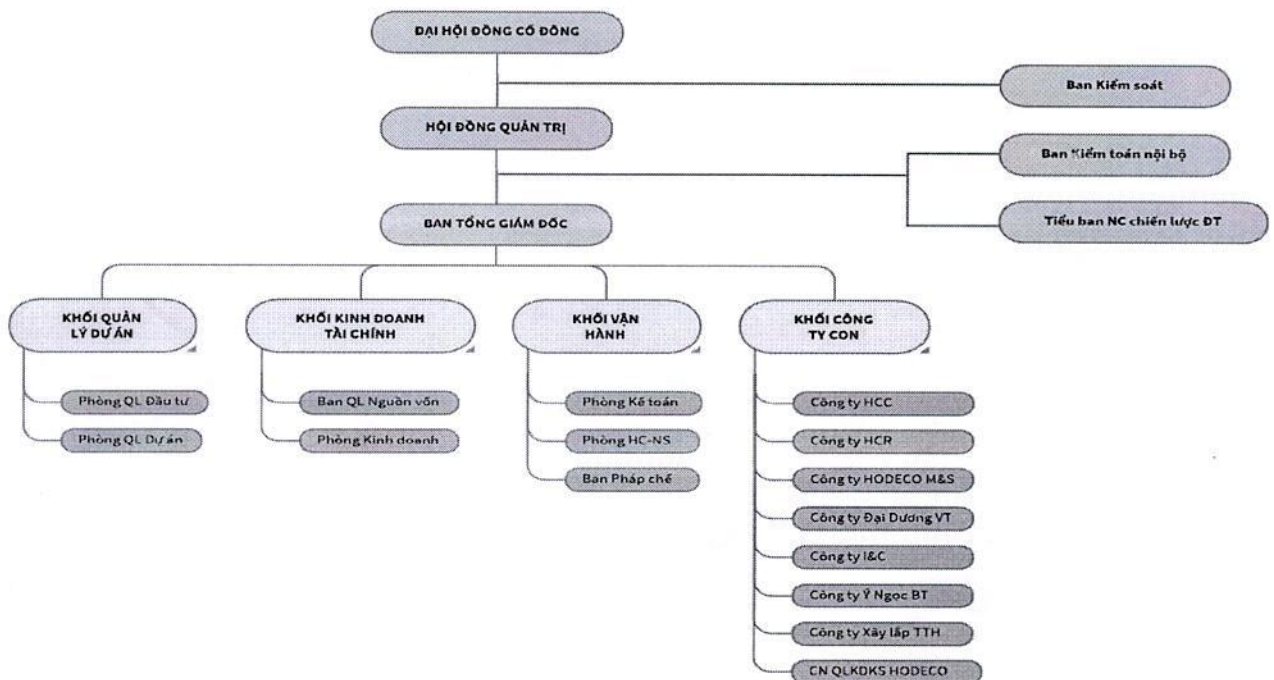 ĐẠI HỘI ĐỒNG CỔ ĐÔNG
Ban Kiểm soát
HỘI ĐỒNG QUẢN TRỊ
Ban Kiểm toán nội bộ
BAN TỔNG GIÁM ĐỐC
Tiểu ban NC chiến lược ĐT
KHỐI QUẢN
LÝ DỰ ÁN
Phòng QL Đầu tư
Phòng QL Dự án
KHỐI KINH DOANH
TÀI CHÍNH
Ban QL Nguồn vốn
Phòng Kinh doanh
KHỐI VẬN
HÀNH
Phòng Kế toán
Phòng HC-NS
Ban Pháp chế
KHỐI CÔNG
TY CON
Công ty HCC
Công ty HCR
Công ty HODECO M&S
Công ty Đại Dương VT
Công ty I&C
Công ty Ý Ngọc BT
Công ty Xây lắp TTH
CN QLKDKS HODECO